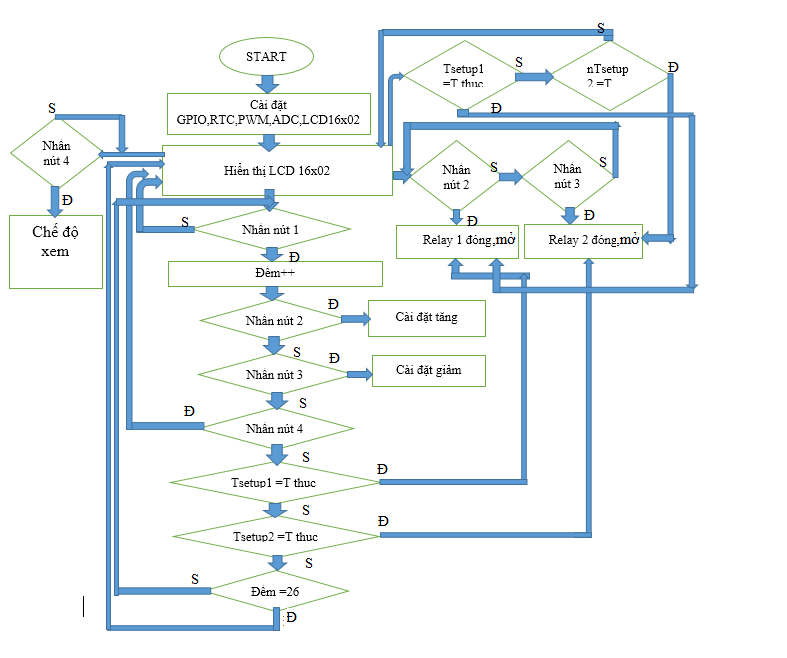 START
Cài đặt
GPIO,RTC,PWM,ADC,LCD16x02
Hiển thị LCD 16x02
S
Nhấn
nút 4
Đ
Chế độ
xem
Tsetup1
=T thuc
S
Đ
S
nTsetup
2 =T
Đ
Nhấn
nút 2
S
Đ
Nhấn
nút 3
S
Đ
Relay 1 đóng,mở
Relay 2 đóng,mở
S
Nhấn nút 1
Đ
Đếm++
Nhấn nút 2
Đ
Cài đặt tăng
S
Nhấn nút 3
Đ
Cài đặt giảm
S
Đ
Nhấn nút 4
S
Tsetup1 =T thuc
Đ
S
Tsetup2 =T thuc
Đ
S
S
Đếm =26
Đ